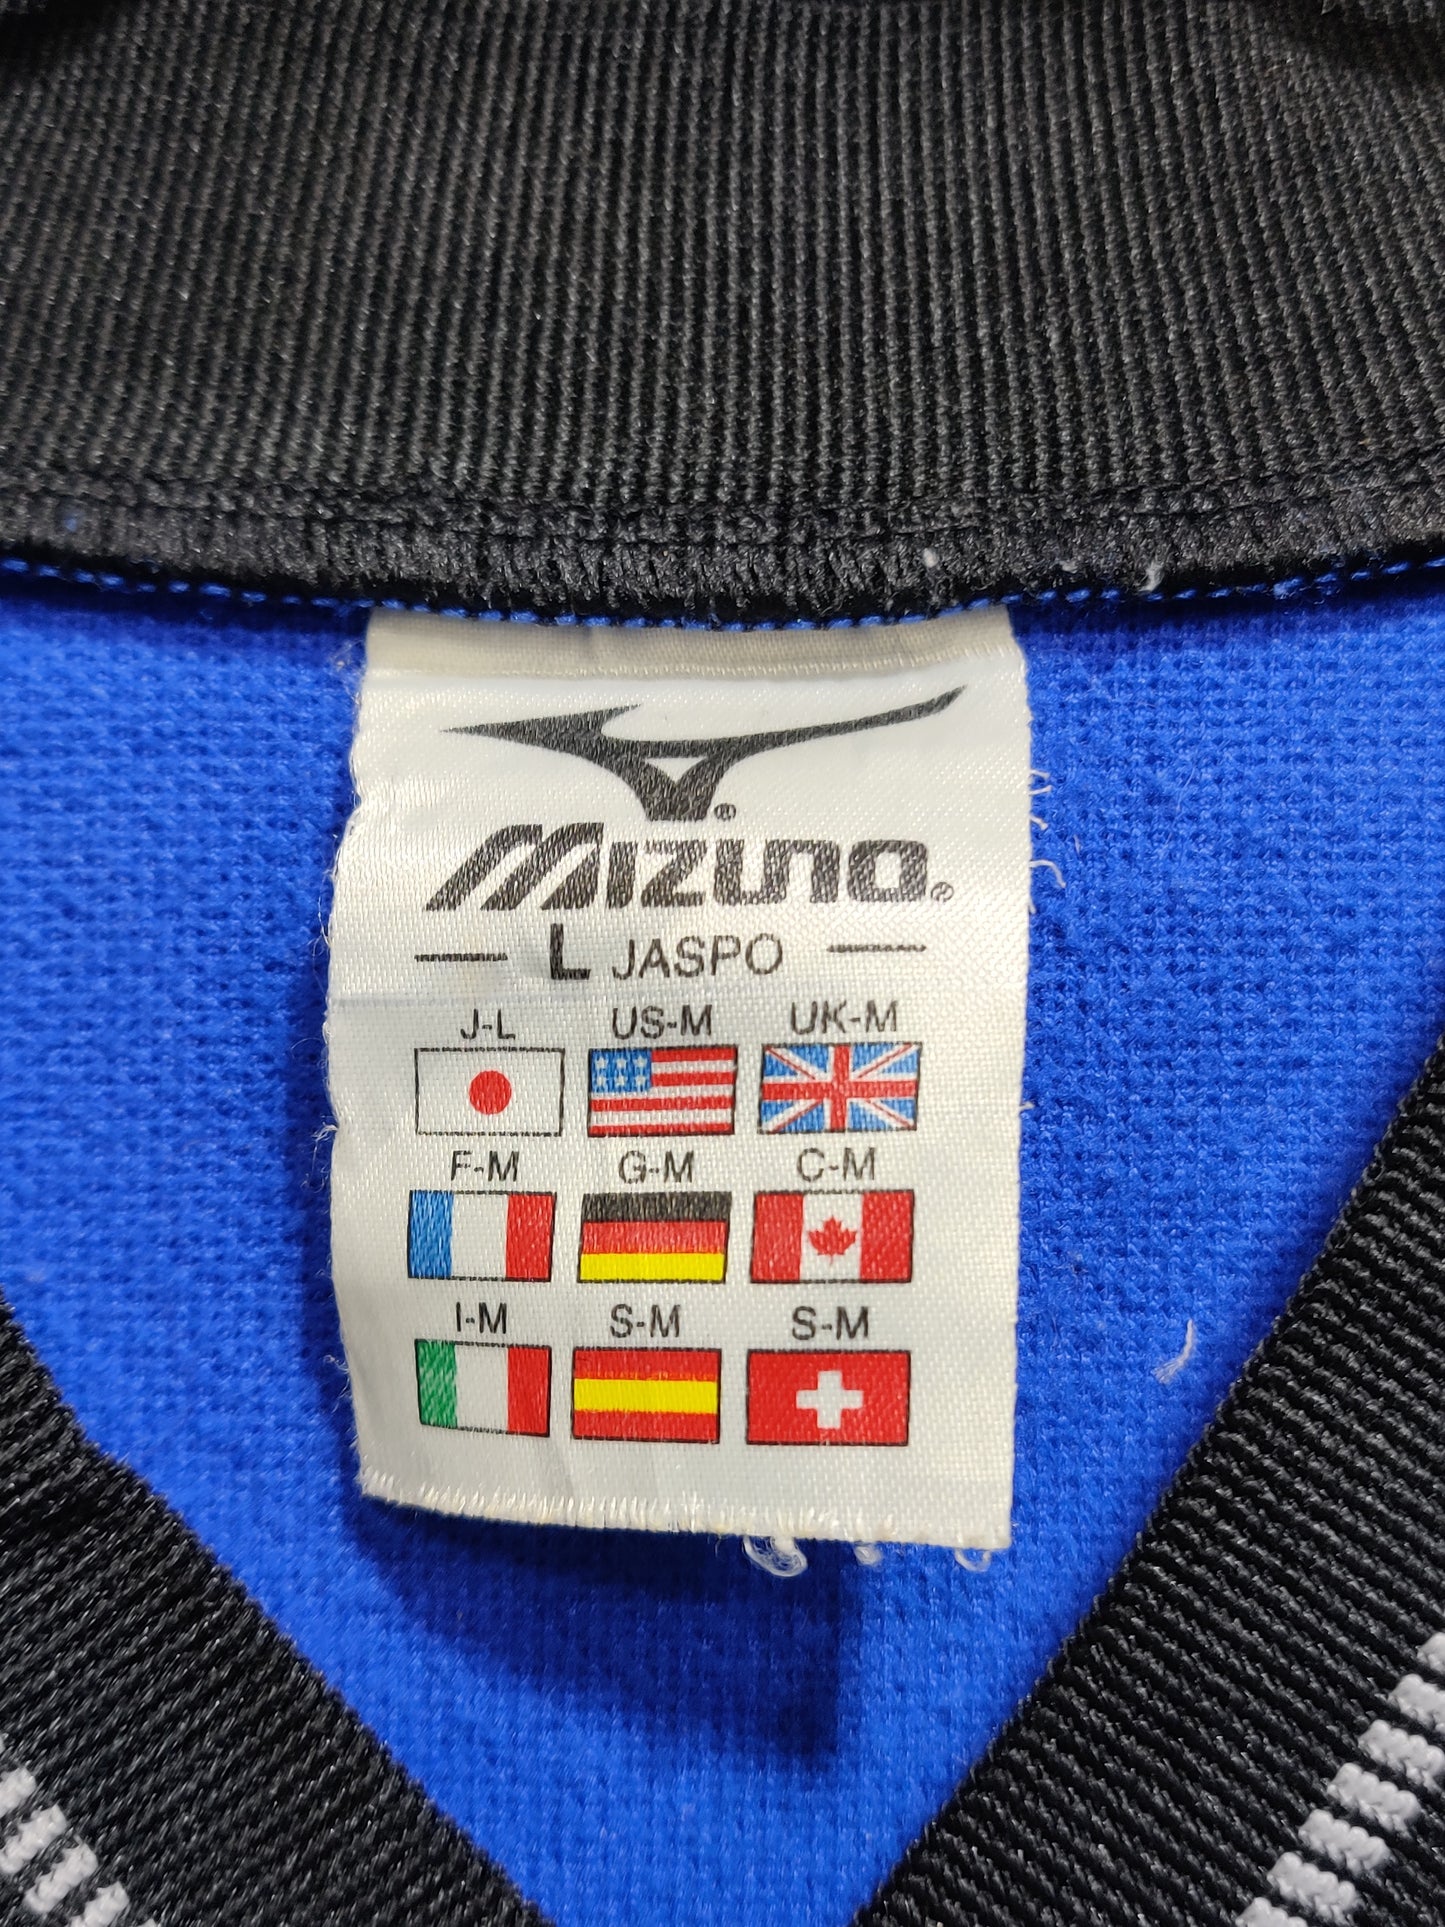 ®
MIZUNO®
L JASPO
J-L US-M UK-M
F-M G-M C-M
I-M S-M S-M